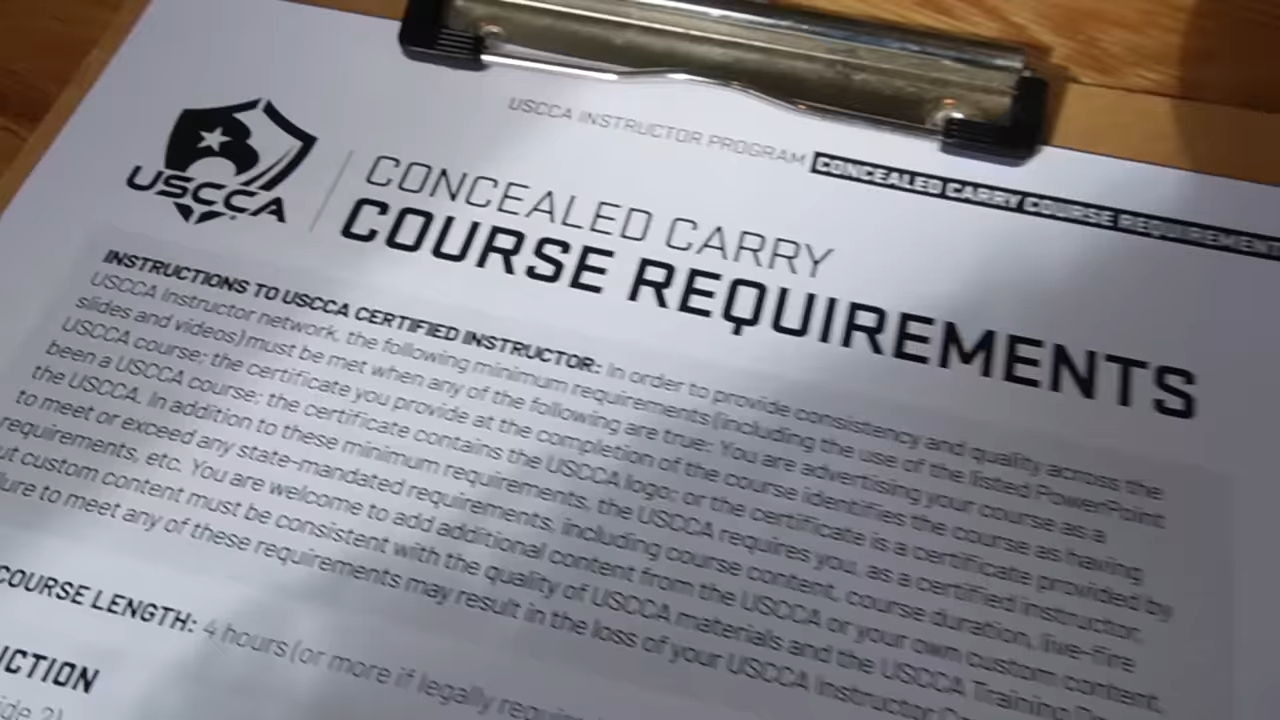 USCCA INSTRUCTOR PROGRAM CONCEALED CARRY COURSE REQUIREMENT
USCCA
CONCEALED CARRY
COURSE REQUIREMENTS
INSTRUCTIONS TO USCCA CERTIFIED INSTRUCTOR: In order to provide consistency and quality across the
USCCA Instructor network, the following minimum requirements (including the use of the listed PowerPoint
slides and videos) must be met when any of the following are true: You are advertising your course as a
USCCA course; the certificate you provide at the completion of the course identifies the course as having
been a USCCA course; the certificate contains the USCCA logo; or the certificate is a certificate provided by
the USCCA. In addition to these minimum requirements, the USCCA requires you, as a certified instructor,
to meet or exceed any state-mandated requirements, including course content, course duration, live-fire
requirements, etc. You are welcome to add additional content from the USCCA or your own custom content,
ut custom content must be consistent with the quality of USCCA materials and the USCCA Training
lure to meet any of these requirements may result in the loss of your USCCA Instructor
COURSE LENGTH: 4 hours (or more if legally requir
ICTION
ide 2)